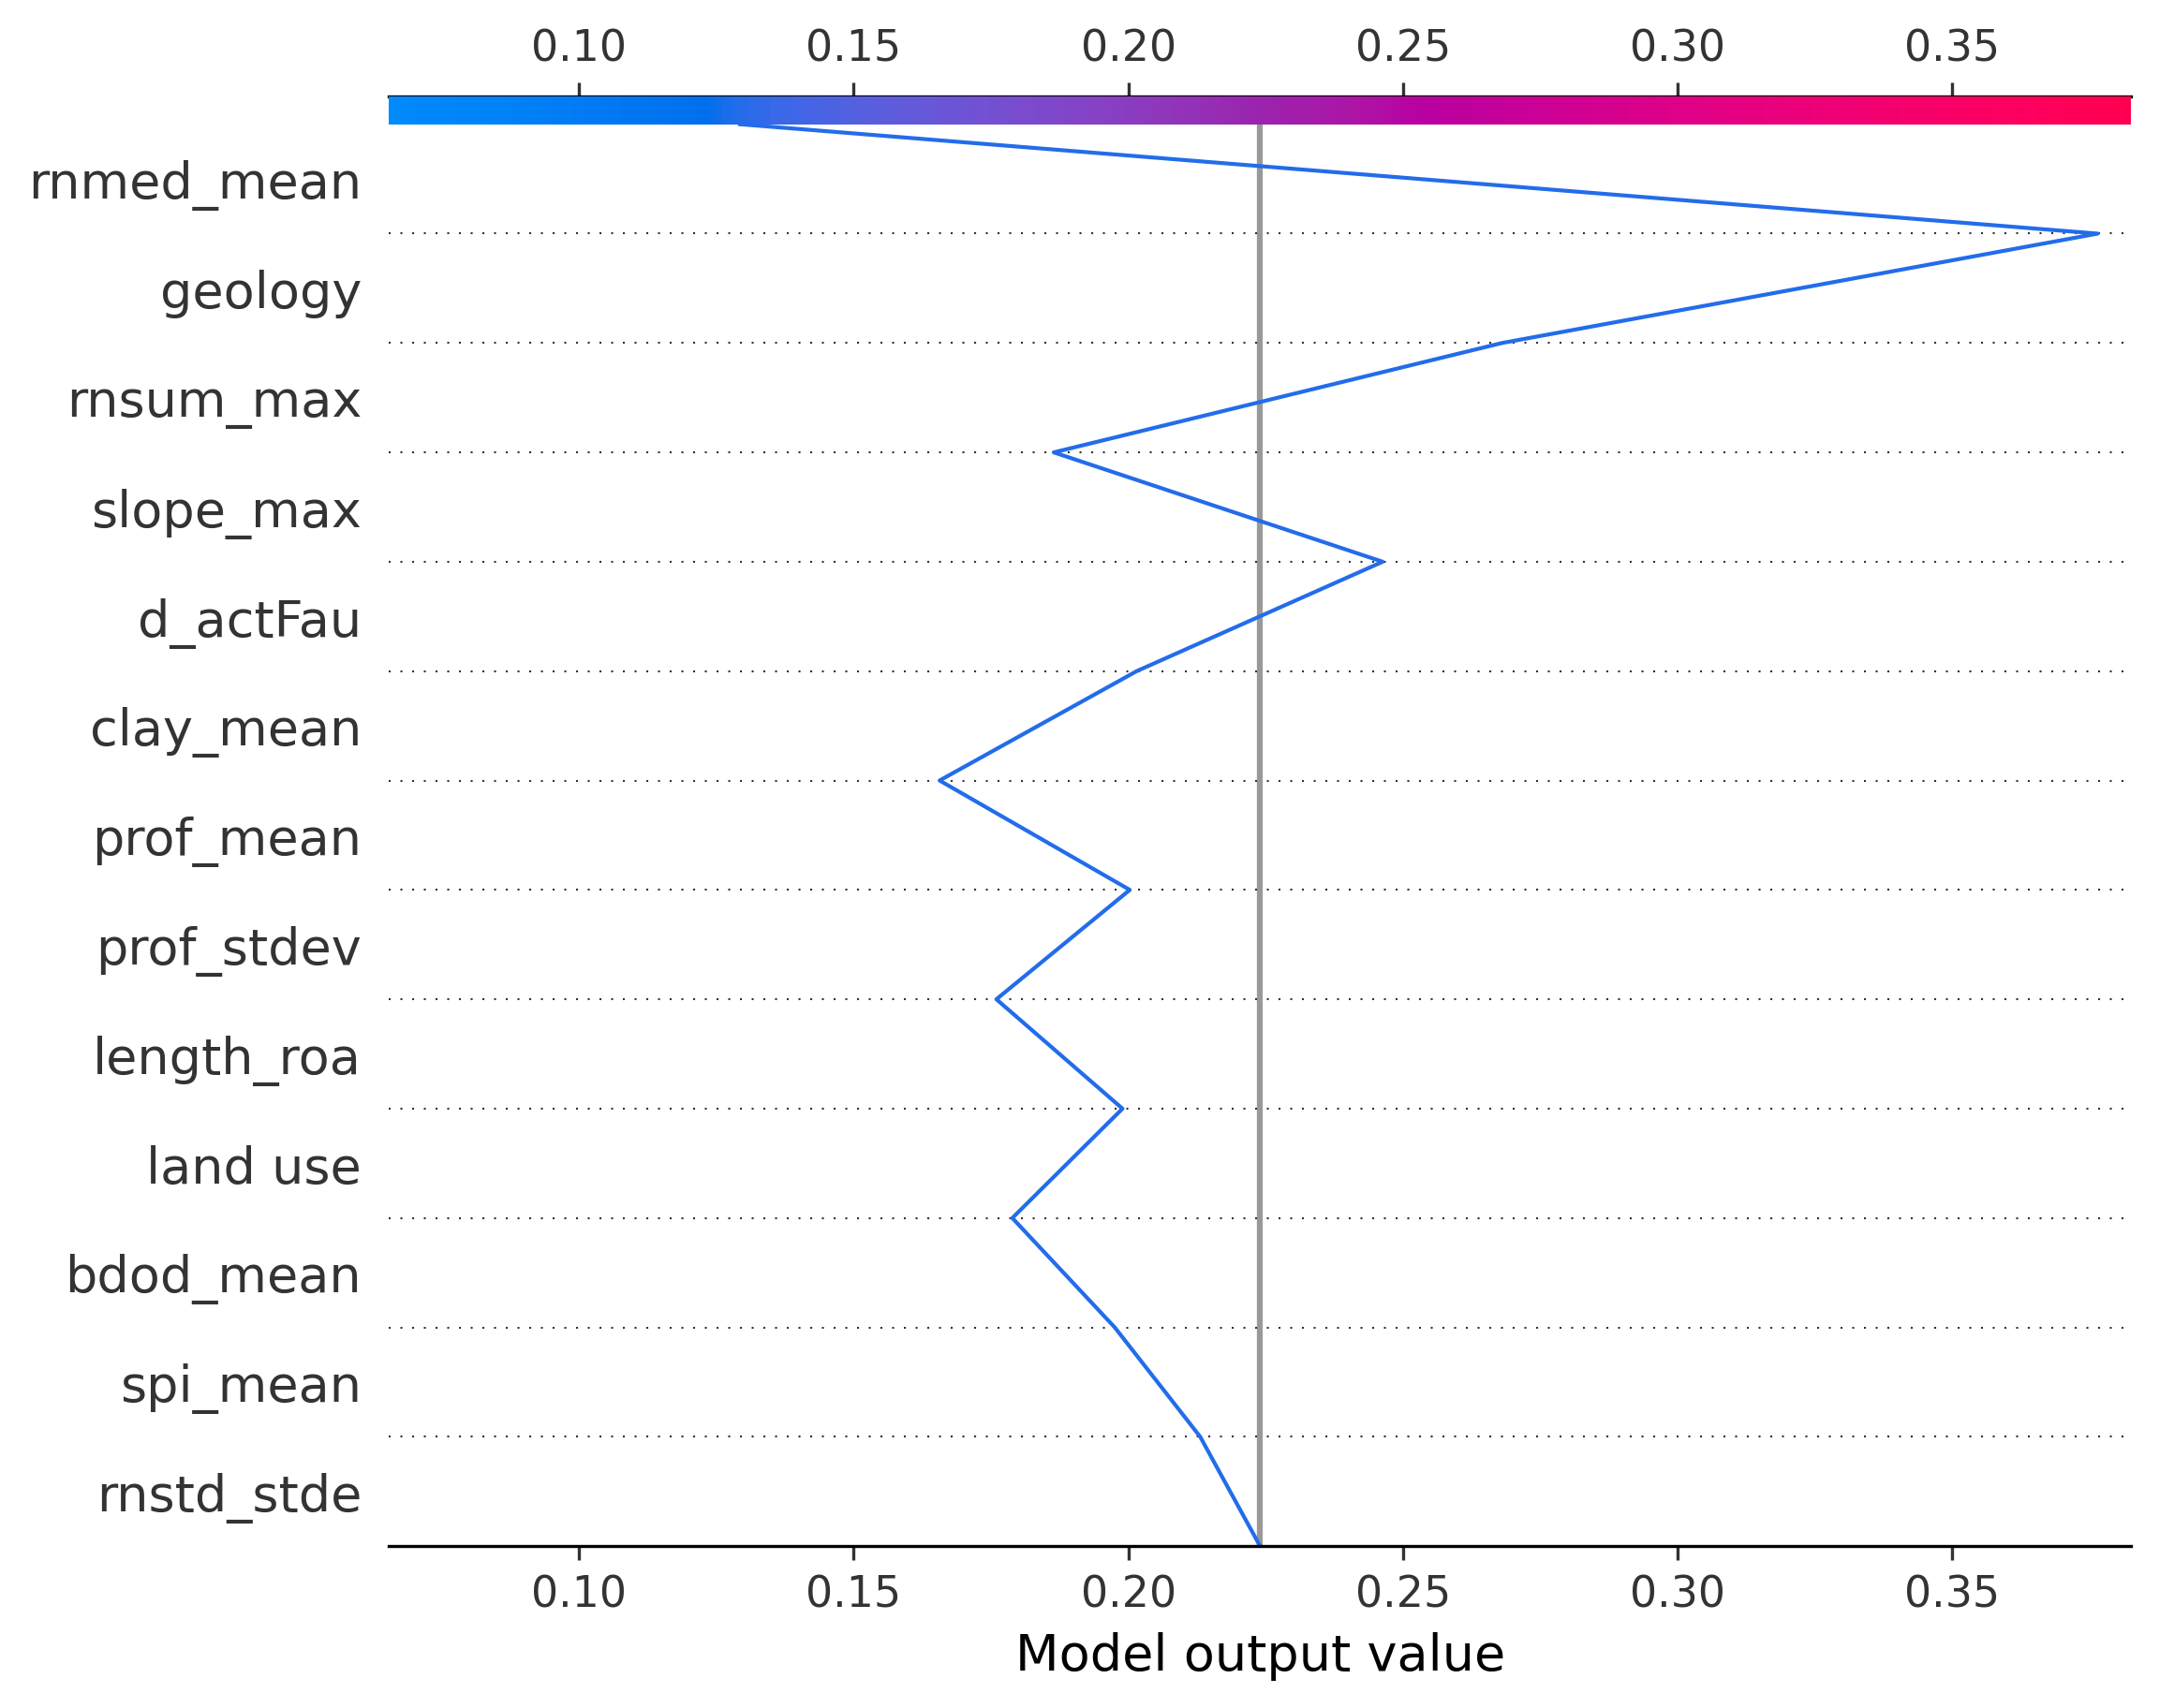 0.10 0.15 0.20 0.25 0.30 0.35
rnmed_mean
geology
rnsum_max
slope_max
d_actFau
clay_mean
prof_mean
prof_stdev
length_roa
land use
bdod_mean
spi_mean
rnstd_stde
0.10 0.15 0.20 0.25 0.30 0.35
Model output value